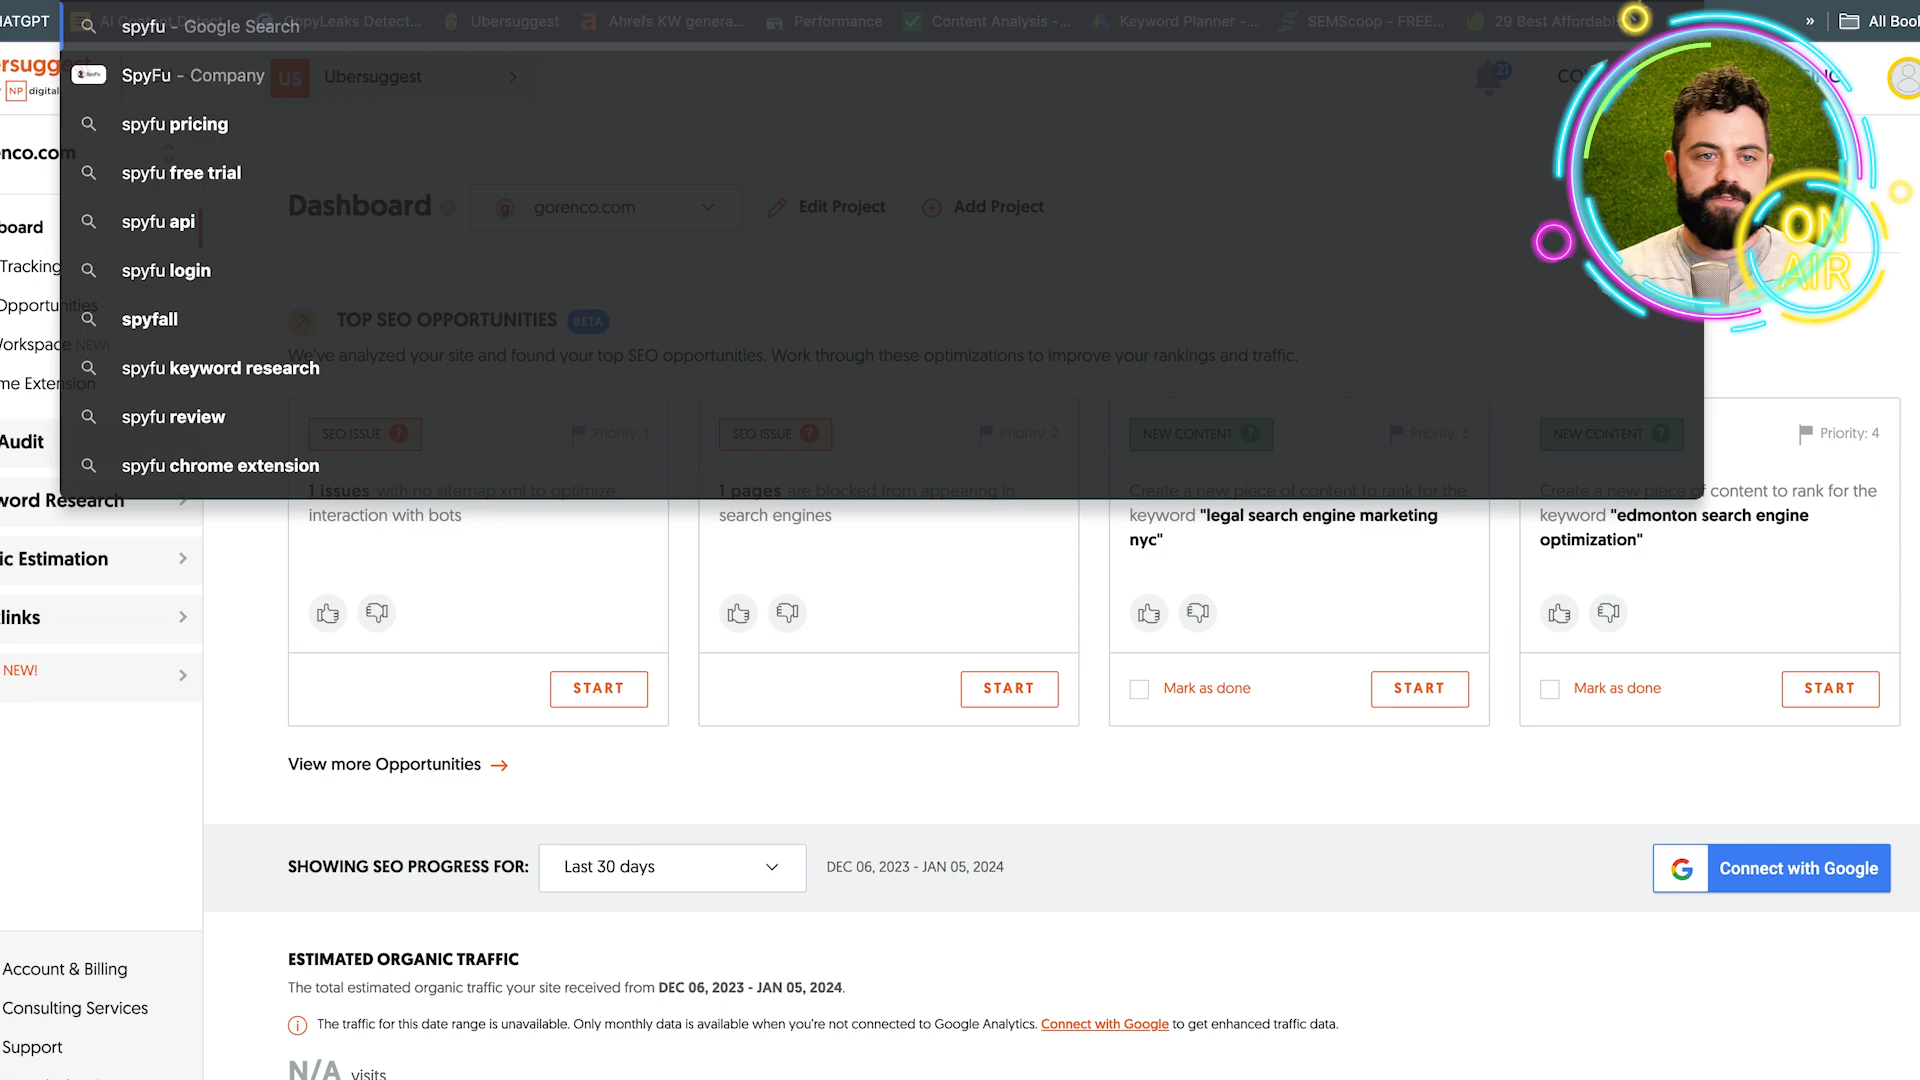 HATGPT
spyfu - Google Search
CopyLeaks Detect...
Ubersuggest
Ahrefs KW genera...
Performance
Content Analysis -...
Keyword Planner -...
SEMScoop - FREE...
29 Best Affordabl
»
All Boo
ersugg
NP digital
SpyFu - Company
US
Ubersuggest
21
spyfu pricing
enco.com
spyfu free trial
Dashboard
gorenco.com
Edit Project
Add Project
spyfu api
board
ON
AIR
Tracking
spyfu login
Opportunities
spyfall
TOP SEO OPPORTUNITIES BETA
Workspace NEW!
We've analyzed your site and found your top SEO opportunities. Work through these optimizations to improve your rankings and traffic.
spyfu keyword research
me Extension
spyfu review
Audit
SEO ISSUE ?
Priority: 1
SEO ISSUE ?
Priority: 2
NEW CONTENT ?
Priority: 3
NEW CONTENT ?
Priority: 4
spyfu chrome extension
word Research
1 issues with no sitemap.xml to optimize
interaction with bots
1 pages are blocked from appearing in
search engines
Create a new piece of content to rank for the
keyword "legal search engine marketing
nyc"
Create a new piece of content to rank for the
keyword "edmonton search engine
optimization"
ic Estimation
links
NEW!
START
START
Mark as done
START
Mark as done
START
View more Opportunities
SHOWING SEO PROGRESS FOR:
Last 30 days
DEC 06, 2023 - JAN 05, 2024
G
Connect with Google
ESTIMATED ORGANIC TRAFFIC
The total estimated organic traffic your site received from DEC 06, 2023 - JAN 05, 2024.
The traffic for this date range is unavailable. Only monthly data is available when you're not connected to Google Analytics. Connect with Google to get enhanced traffic data.
N/A visits
Account & Billing
Consulting Services
Support